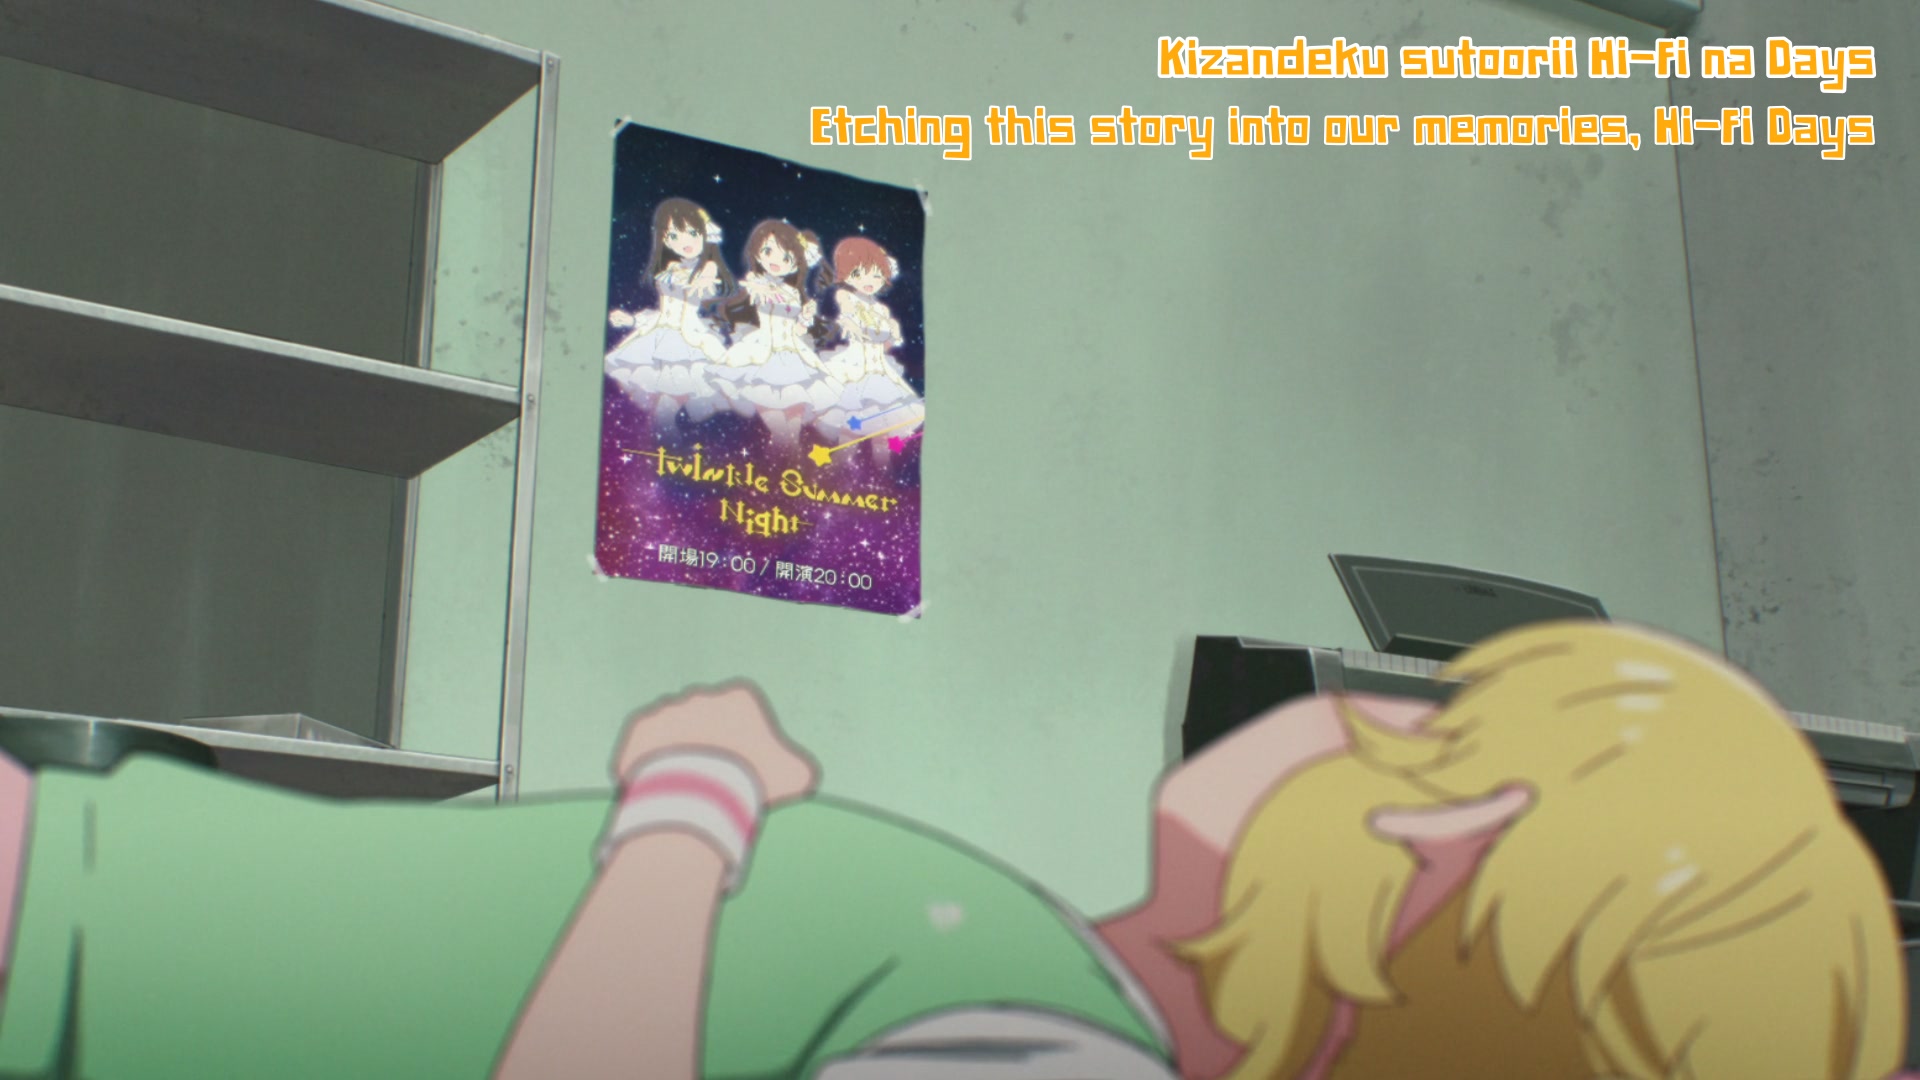 Kizandeku sutoorii Hi-Fi na Days
Etching this story into our memories, Hi-Fi Days
Twinkle Summer
Night
開場19:00 / 開演20:00